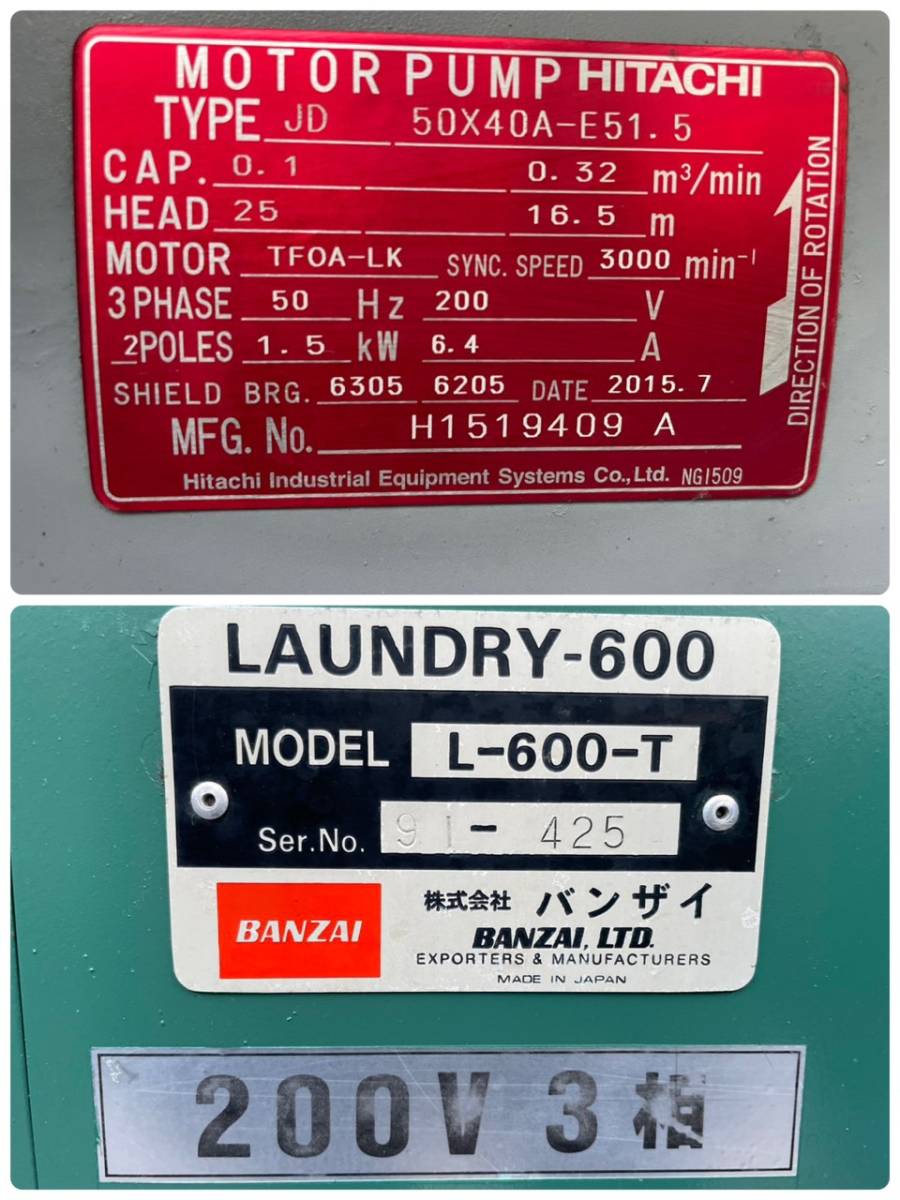 MOTOR PUMP HITACHI
TYPE JD 50X40A-E51.5
CAP. 0.1 0.32 m³/min
HEAD 25 16.5 m
MOTOR TFOA-LK SYNC. SPEED 3000 min⁻¹
3 PHASE 50 Hz 200 V
2POLES 1.5 kW 6.4 A
SHIELD BRG. 6305 6205 DATE 2015.7
MFG. No. H1519409 A
Hitachi Industrial Equipment Systems Co.,Ltd. NG1509
DIRECTION OF ROTATION
LAUNDRY-600
MODEL L-600-T
Ser.No. 91-425
BANZAI
株式会社 バンザイ
BANZAI, LTD.
EXPORTERS & MANUFACTURERS
MADE IN JAPAN
200V 3相